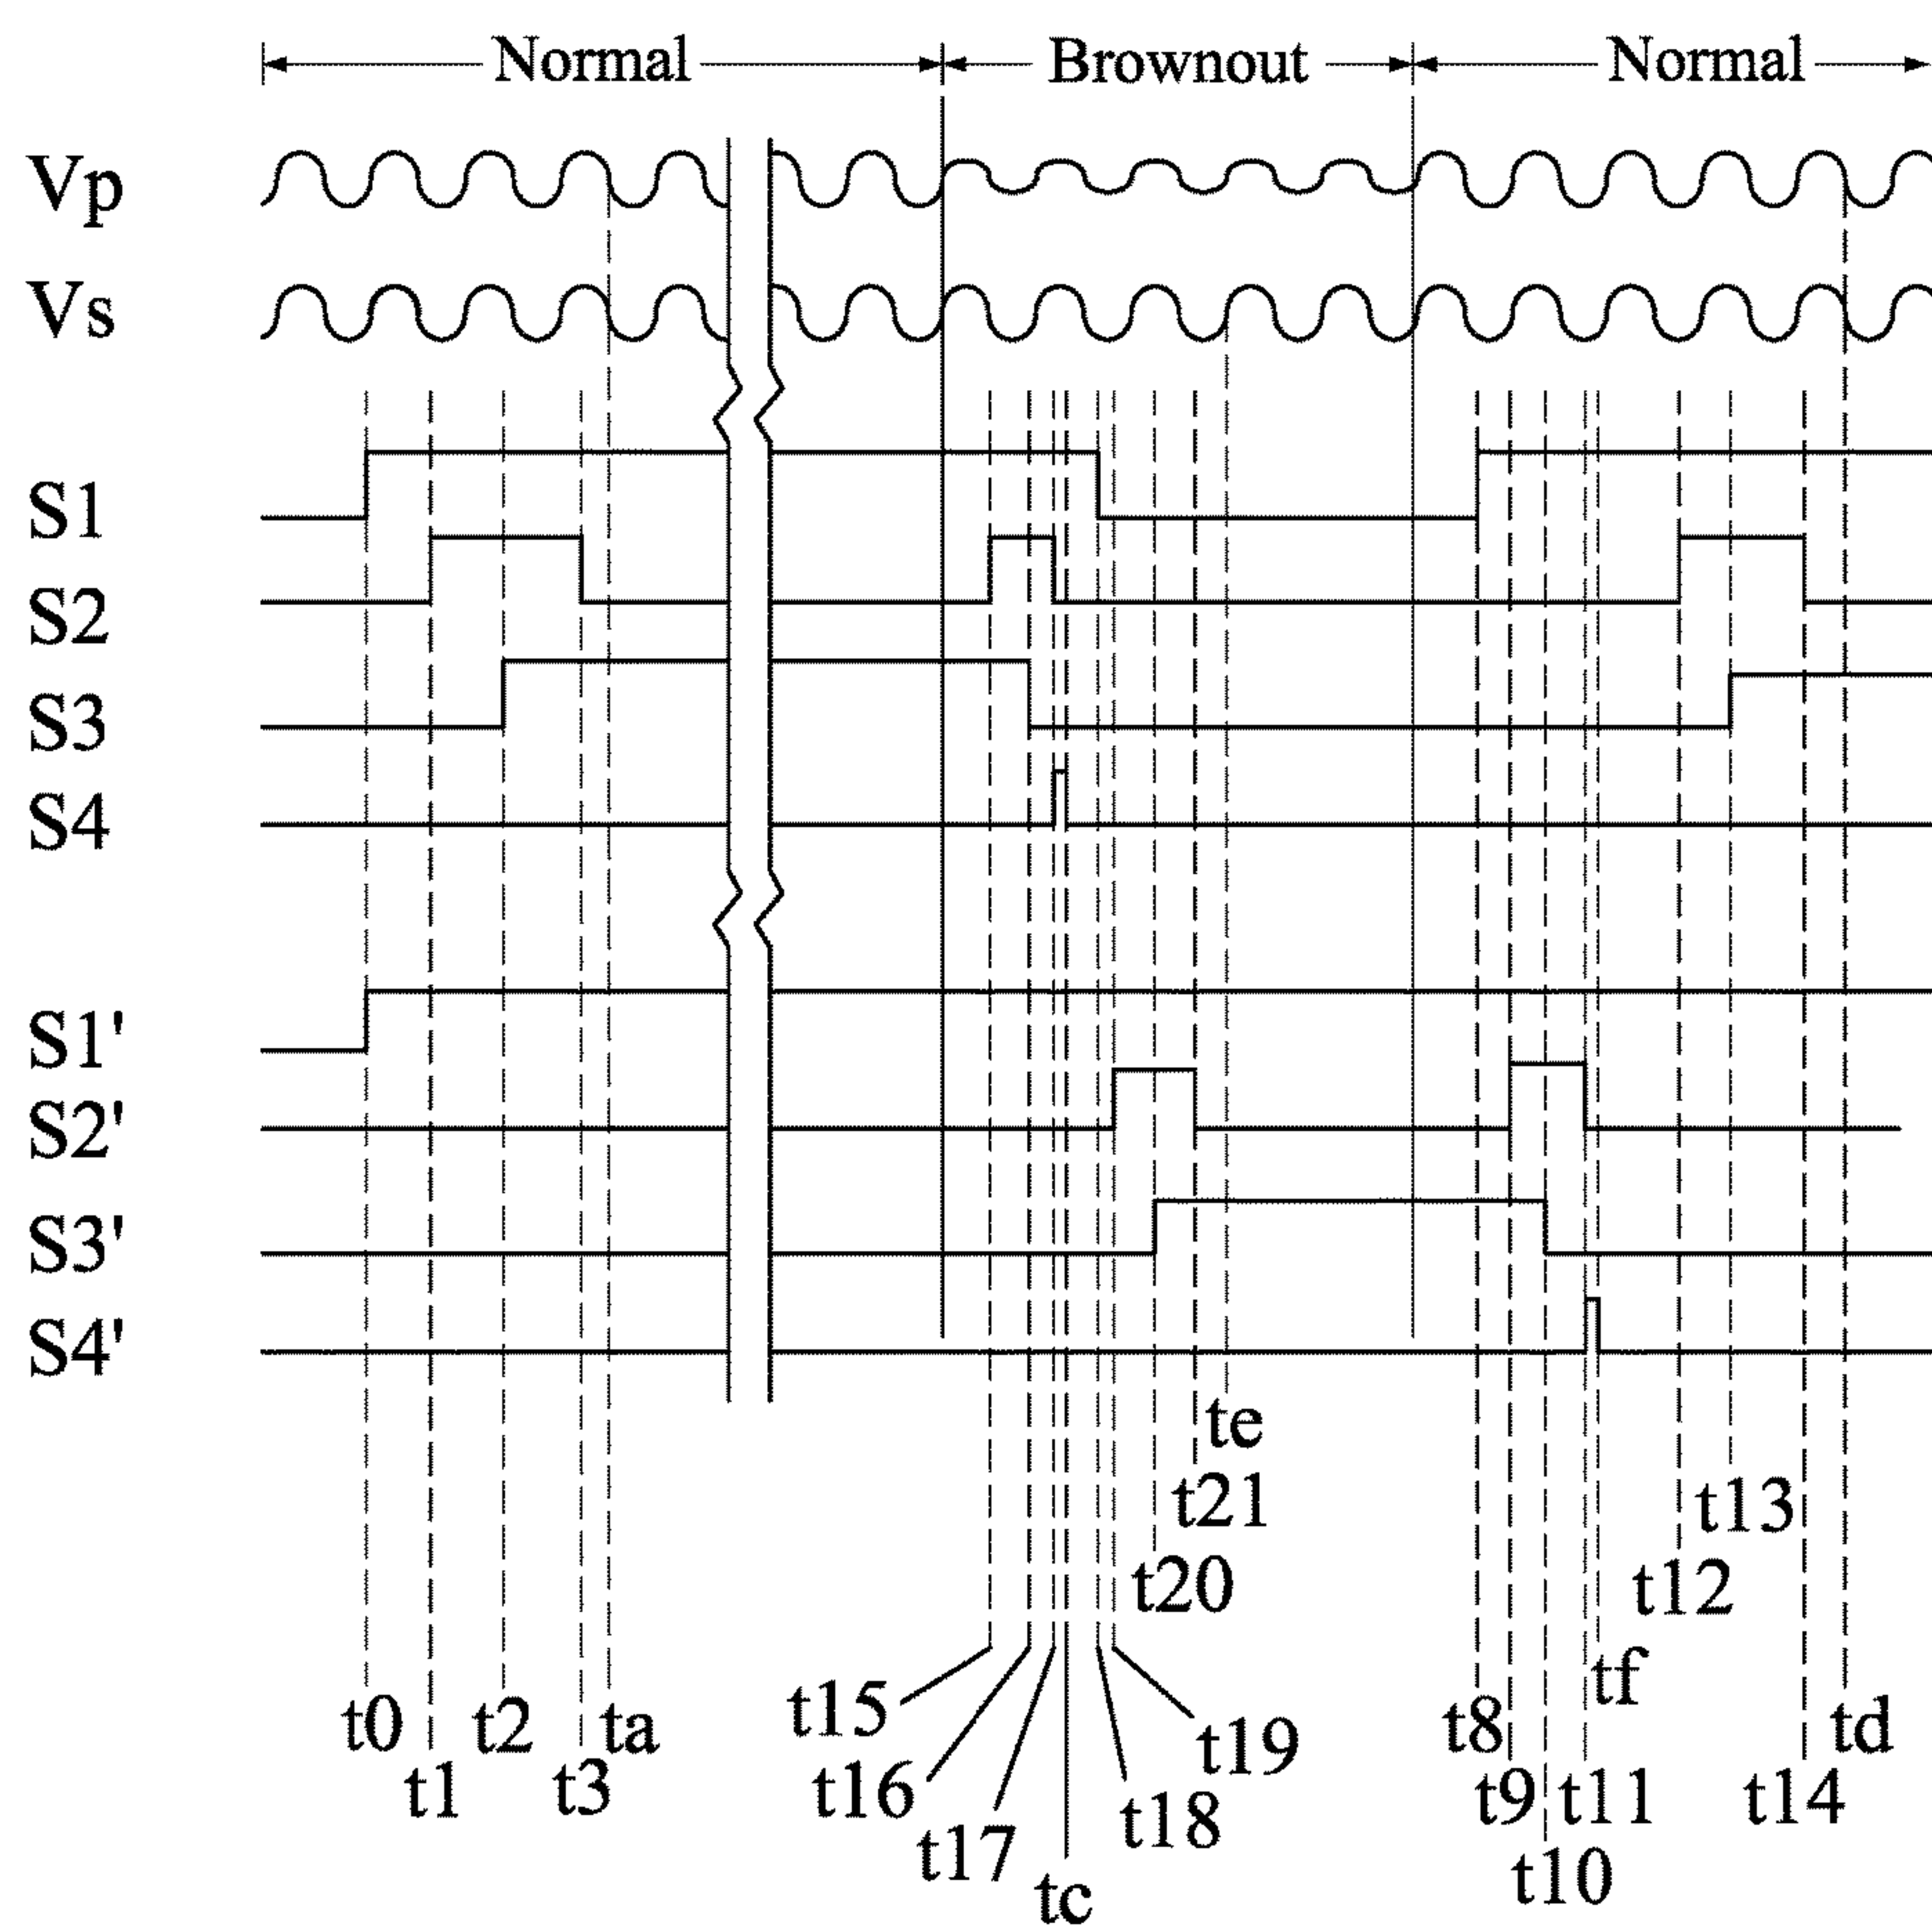 Normal Brownout Normal
Vp
Vs
S1
S2
S3
S4
S1'
S2'
S3'
S4'
te
t21 t13
t20 t12
tf
t15 t19
t0 t2 ta t8 td
t1 t3 t16 t18 t9 t11 t14
t17 t10
tc